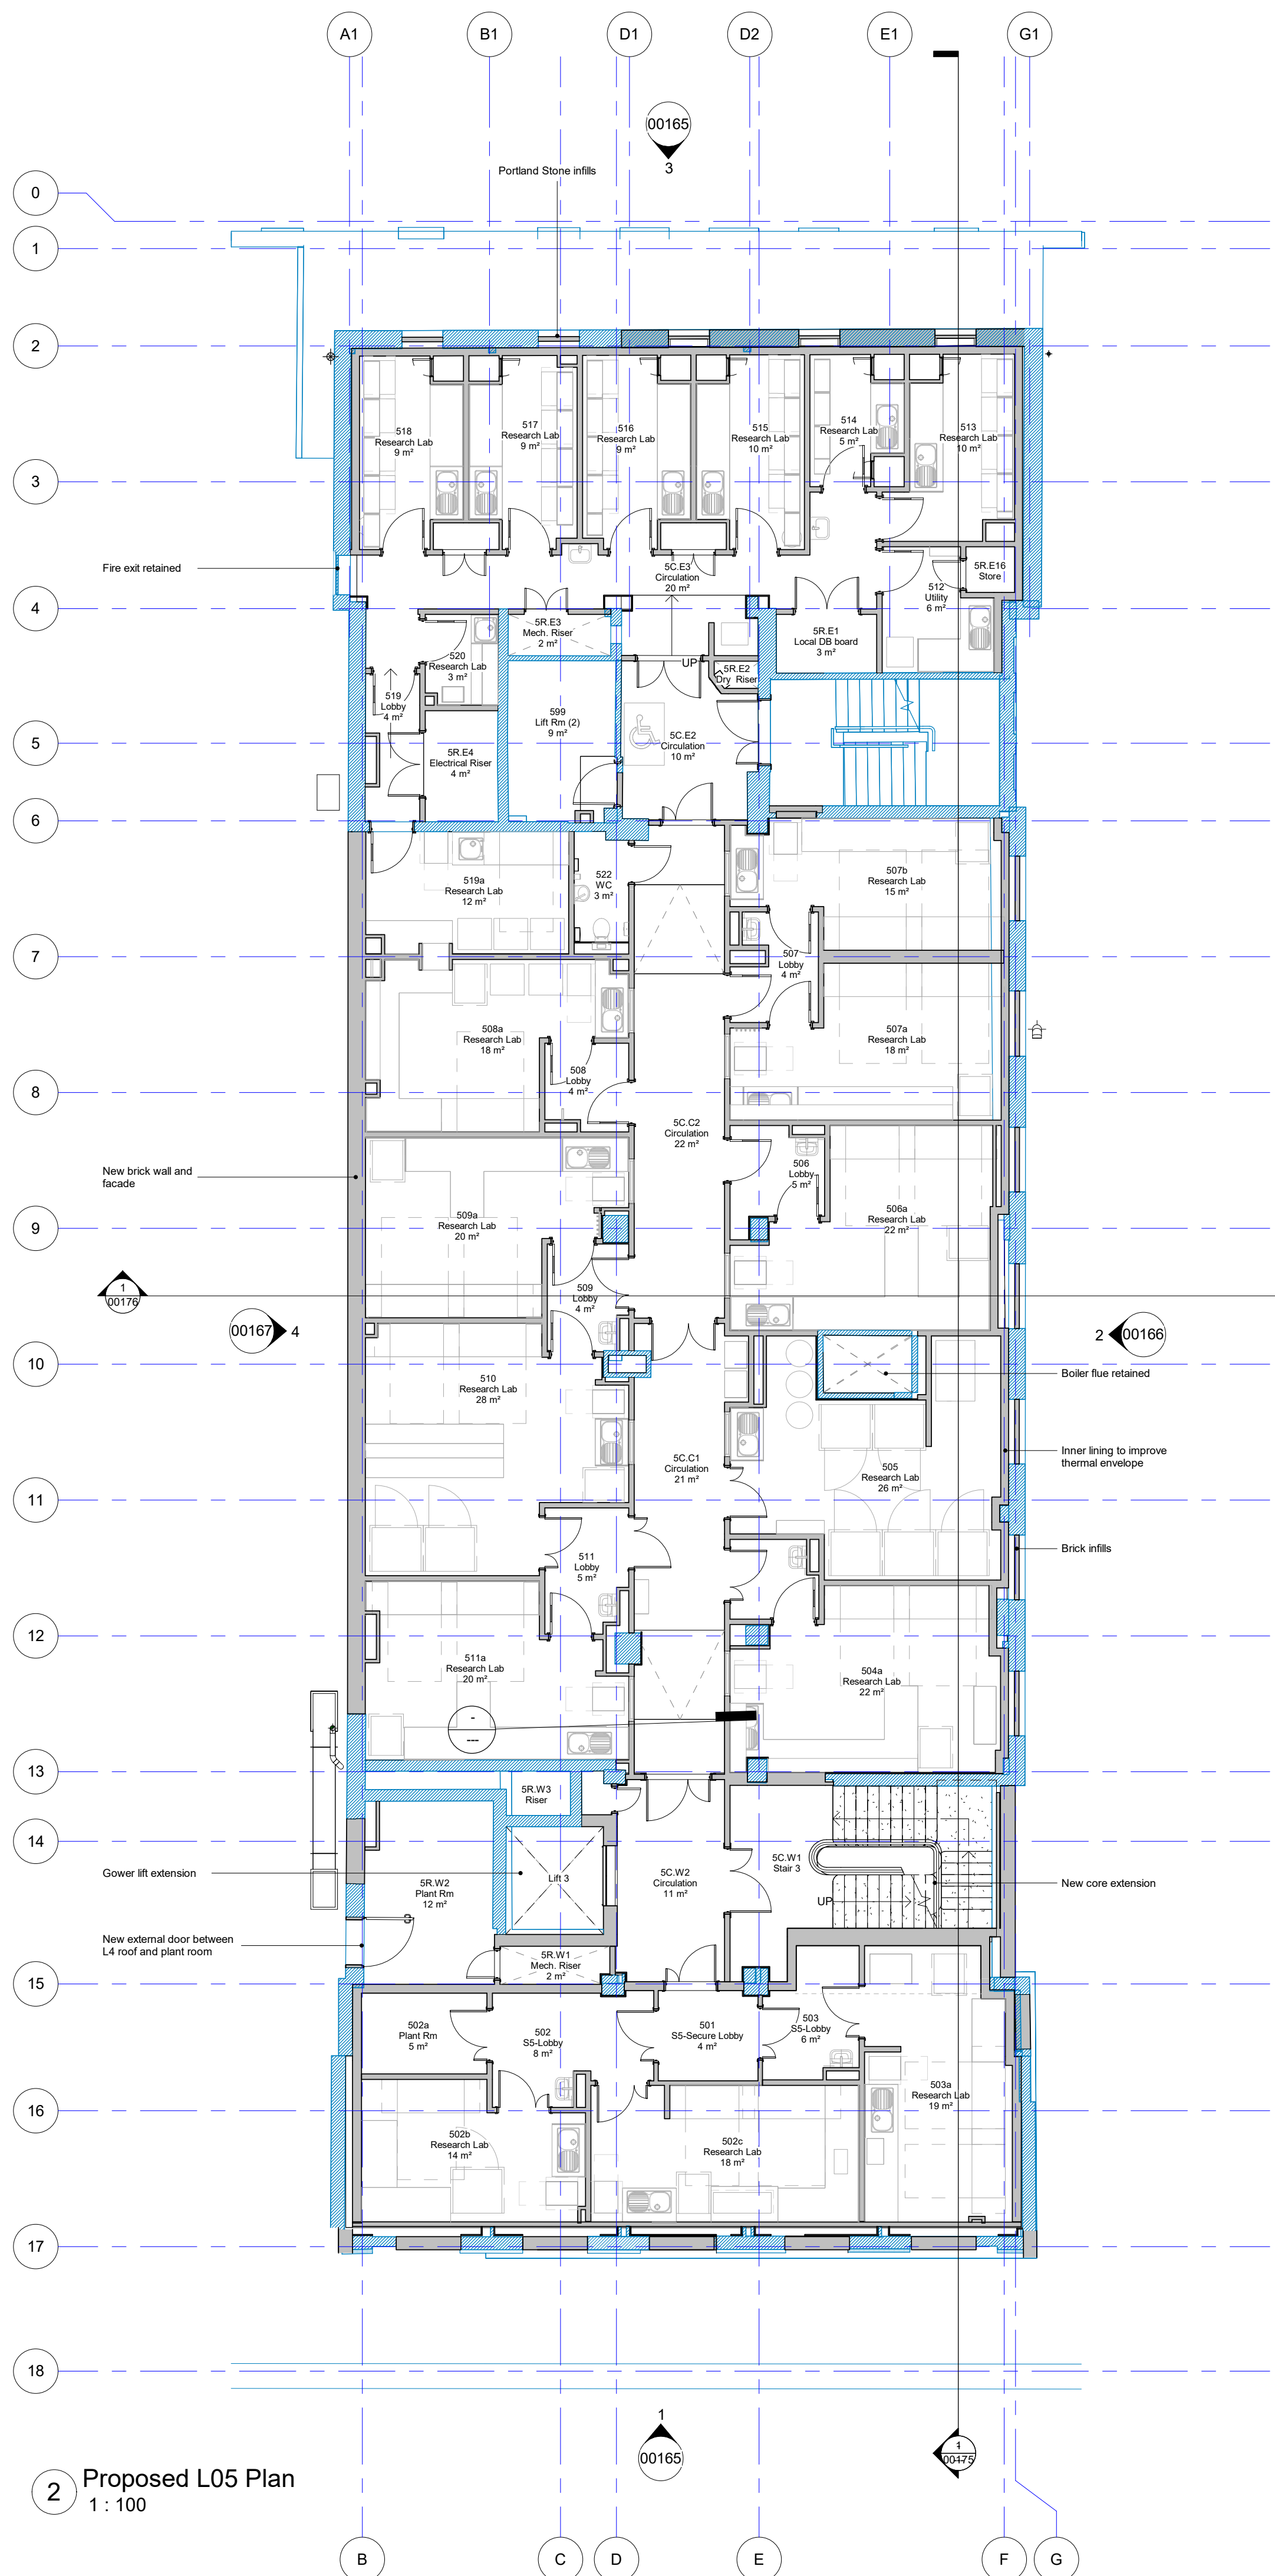 A1
B1
D1
D2
E1
G1
00165
3
Portland Stone infills
0
1
2
518
Research Lab
9 m²
517
Research Lab
9 m²
516
Research Lab
9 m²
515
Research Lab
10 m²
514
Research Lab
5 m²
513
Research Lab
10 m²
3
Fire exit retained
5C.E3
Circulation
20 m²
5R.E16
Store
512
Utility
6 m²
4
5R.E3
Mech. Riser
2 m²
5R.E1
Local DB board
3 m²
520
Research Lab
3 m²
UP
5R.E2
Dry Riser
519
Lobby
4 m²
599
Lift Rm (2)
9 m²
5C.E2
Circulation
10 m²
5
5R.E4
Electrical Riser
4 m²
6
519a
Research Lab
12 m²
522
WC
3 m²
507b
Research Lab
15 m²
7
507
Lobby
4 m²
508a
Research Lab
18 m²
507a
Research Lab
18 m²
508
Lobby
4 m²
8
5C.C2
Circulation
22 m²
New brick wall and
facade
506
Lobby
5 m²
509a
Research Lab
20 m²
506a
Research Lab
22 m²
9
1
00176
509
Lobby
4 m²
00167
4
2
00166
10
Boiler flue retained
510
Research Lab
28 m²
5C.C1
Circulation
21 m²
Inner lining to improve
thermal envelope
505
Research Lab
26 m²
11
Brick infills
511
Lobby
5 m²
12
511a
Research Lab
20 m²
504a
Research Lab
22 m²
-
---
13
5R.W3
Riser
14
Gower lift extension
Lift 3
5R.W2
Plant Rm
12 m²
5C.W2
Circulation
11 m²
5C.W1
Stair 3
UP
New core extension
New external door between
L4 roof and plant room
5R.W1
Mech. Riser
2 m²
15
502a
Plant Rm
5 m²
502
S5-Lobby
8 m²
501
S5-Secure Lobby
4 m²
503
S5-Lobby
6 m²
503a
Research Lab
19 m²
16
502b
Research Lab
14 m²
502c
Research Lab
18 m²
17
18
1
00165
1
00175
2
Proposed L05 Plan
1 : 100
B
C
D
E
F
G